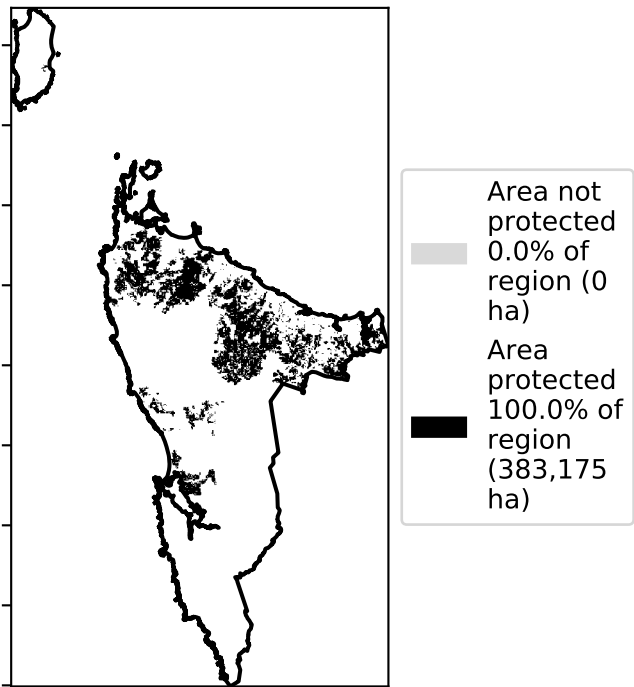 Area not
protected
0.0% of
region (0
ha)
Area
protected
100.0% of
region
(383,175
ha)